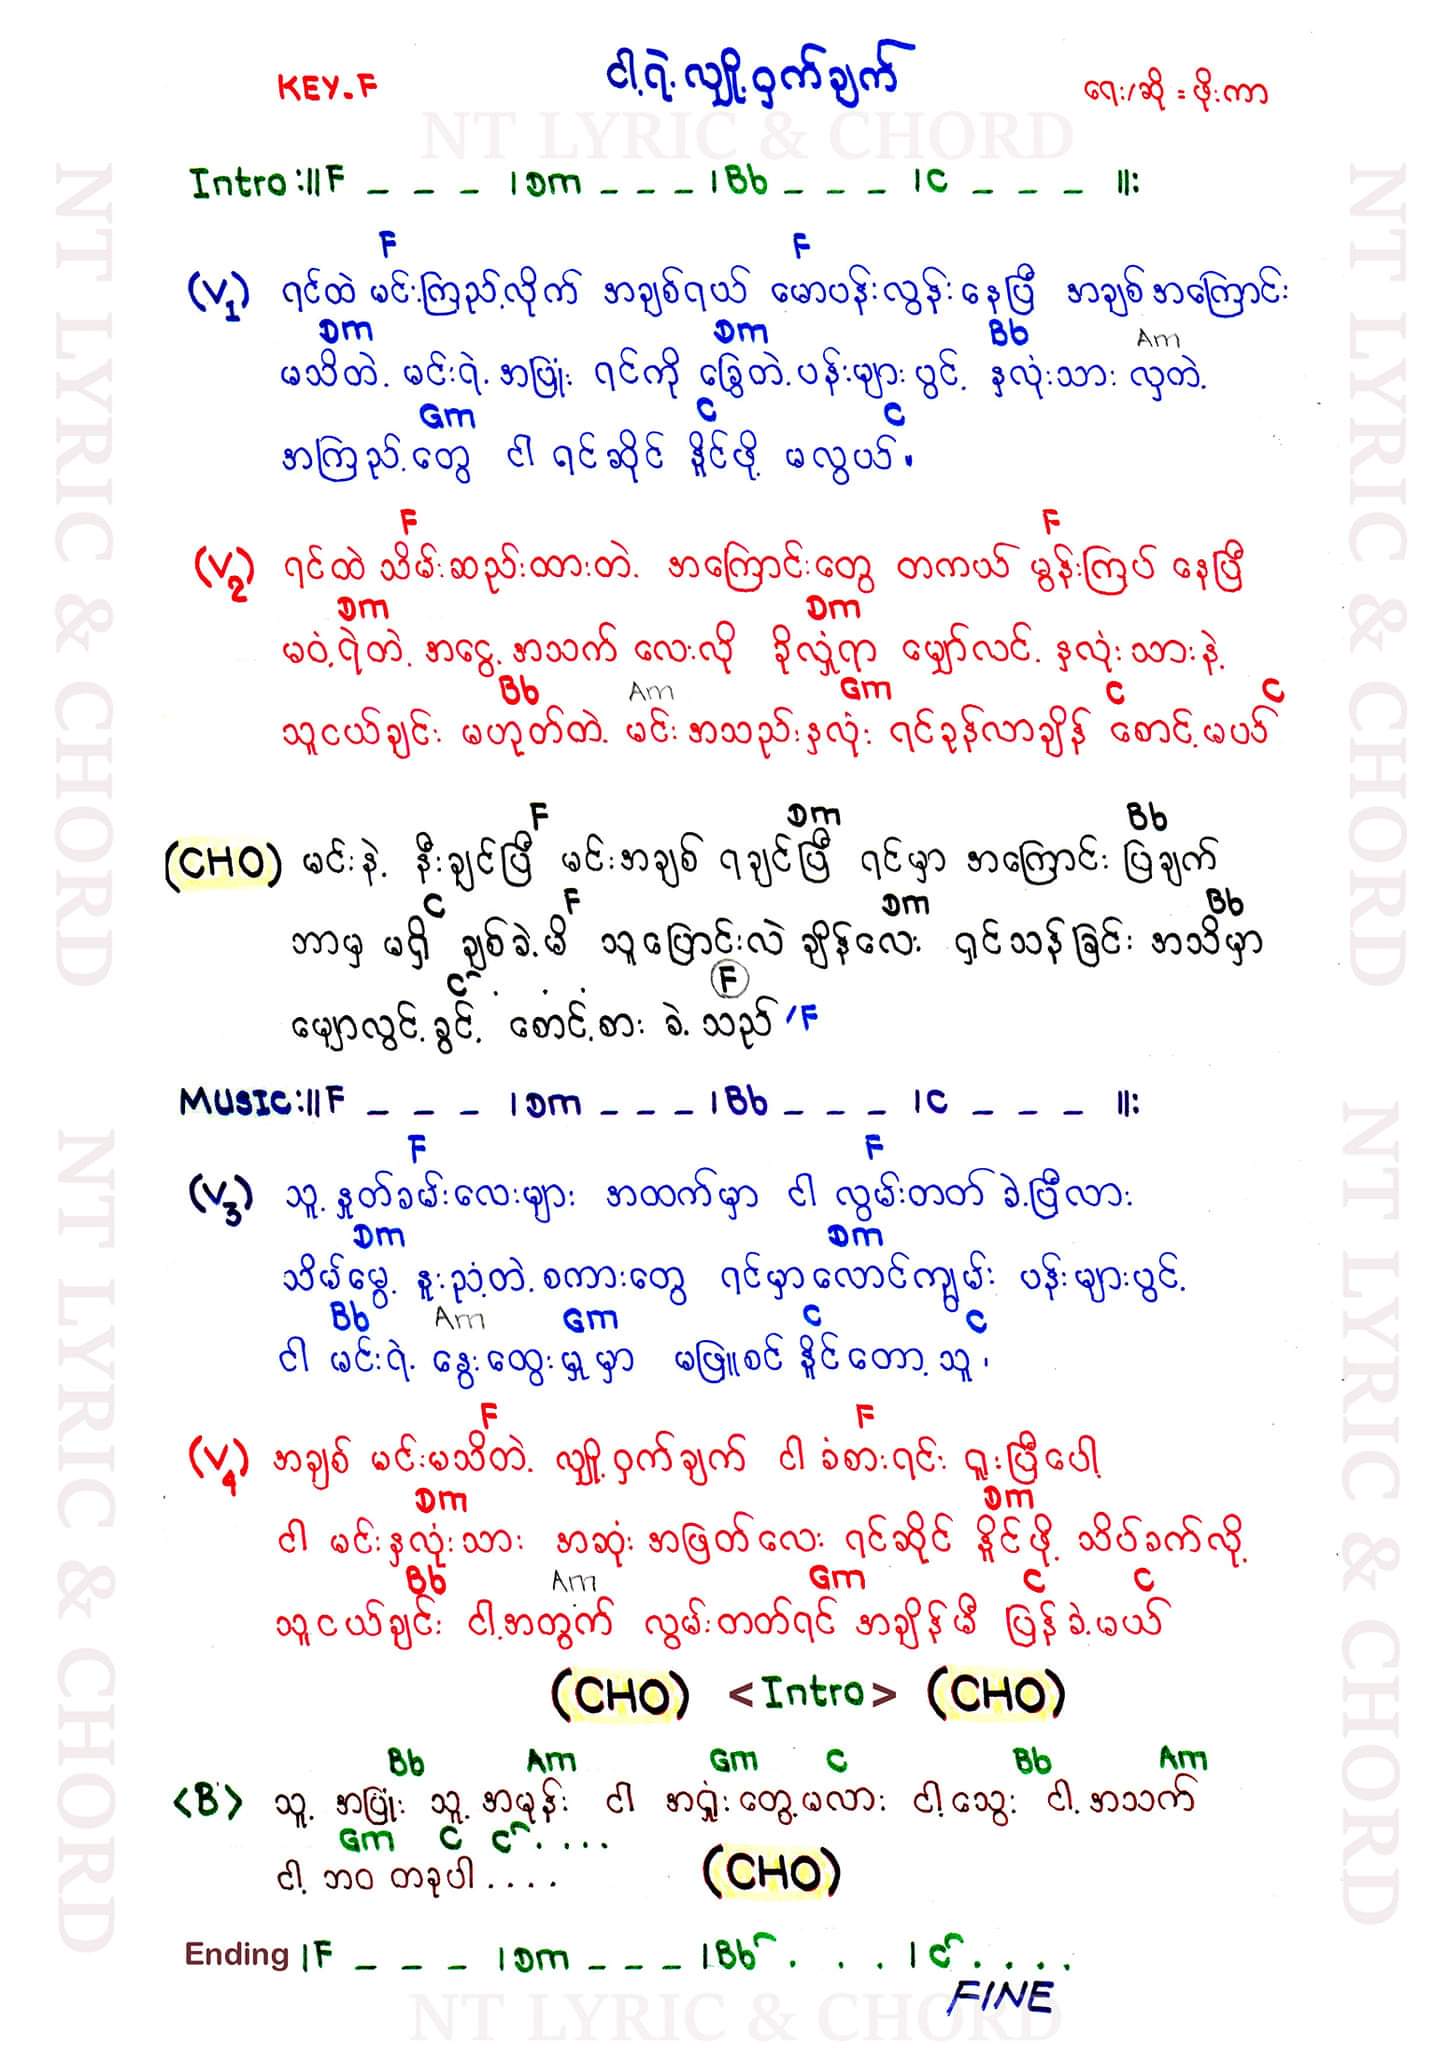 KEY-F
ငါ့ရဲ့လျှို့ဝှက်ချက်
ရေး/ဆို = ဖိုးကာ
NT LYRIC & CHORD
Intro :|| F _ _ _ | Dm _ _ _ | Bb _ _ _ | C _ _ _ ||:
F F
(V1) ရင်ထဲ မင်းကြည့်လိုက် အချစ်ရယ် မောပန်းလွန်းနေပြီ အချစ်အကြောင်း
Dm Dm Bb Am
မသိတဲ့ မင်းရဲ့အပြုံး ရင်ကို ခြွေတဲ့ပန်းများပွင့် နှလုံးသား လှတဲ့
Gm C C
အကြည့်တွေ ငါ ရင်ဆိုင် နိုင်ဖို့ မလွယ်။
F F
(V2) ရင်ထဲ သိမ်းဆည်းထားတဲ့ အကြောင်းတွေ တကယ် မွန်းကြပ် နေပြီ
Dm Dm
မဝံ့ရဲတဲ့ အငွေ့အသက် လေးလို ခိုလှုံရာ မျှော်လင့် နှလုံးသားနဲ့
Bb Am Gm C C
သူငယ်ချင်း မဟုတ်တဲ့ မင်းအသည်းနှလုံး ရင်ခုန်လာချိန် စောင့်မယ်
F Dm Bb
(CHO) မင်းနဲ့ နီးချင်ပြီ မင်းအချစ် ရချင်ပြီ ရင်မှာ အကြောင်း ပြချက်
C F Dm Bb
ဘာမှ မရှိ ချစ်ခဲ့မိ သူပြောင်းလဲ ချိန်လေး ရှင်သန်ခြင်း အသိမှာ
C . . . F
မျောလွင့်ခွင့် စောင့်စား ခဲ့သည် /F
MUSIC :|| F _ _ _ | Dm _ _ _ | Bb _ _ _ | C _ _ _ ||:
F F
(V3) သူ့နှုတ်ခမ်းလေးများ အထက်မှာ ငါ လွမ်းတတ်ခဲ့ပြီလား
Dm Dm
သိမ်မွေ့ နူးညံ့တဲ့စကားတွေ ရင်မှာလောင်ကျွမ်း ပန်းများပွင့်
Bb Am Gm C C
ငါ မင်းရဲ့ နွေးထွေးမှု မှာ မဖြူစင် နိုင်တော့သူ၊
F F
(V4) အချစ် မင်းမသိတဲ့ လျှို့ဝှက်ချက် ငါ ခံစားရင်း ရူးပြီပေါ့
Dm Dm
ငါ မင်းနှလုံးသား အဆုံးအဖြတ်လေး ရင်ဆိုင် နိုင်ဖို့ သိပ်ခက်လို့
Bb Am Gm C C
သူငယ်ချင်း ငါ့အတွက် လွမ်းတတ်ရင် အချိန်မီ ပြန်ခဲ့မယ်
(CHO) <Intro> (CHO)
Bb Am Gm C Bb Am
<B> သူ့အပြုံး သူ့အမုန်း ငါ အရှုံးတွေ့မလား ငါ့သွေး ငါ့အသက်
Gm C C . . . .
ငါ့ ဘဝ တခုပါ . . . . (CHO)
Ending | F _ _ _ | Dm _ _ _ | Bb . . . | C . . . .
FINE
NT LYRIC & CHORD
NT LYRIC & CHORD
NT LYRIC & CHORD
NT LYRIC & CHORD
NT LYRIC & CHORD